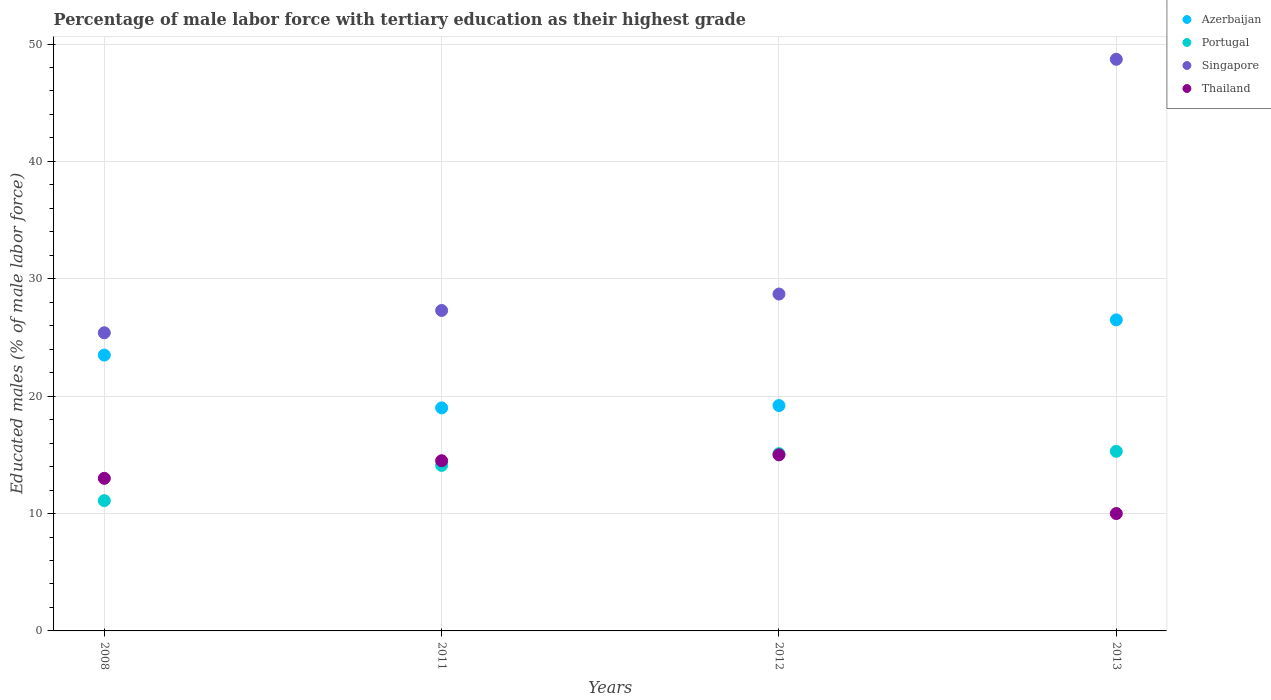 Percentage of male labor force with tertiary education as their highest grade
Azerbaijan
Portugal
Singapore
Thailand
Educated males (% of male labor force)
50
40
30
20
10
0
2008
2011
2012
2013
Years